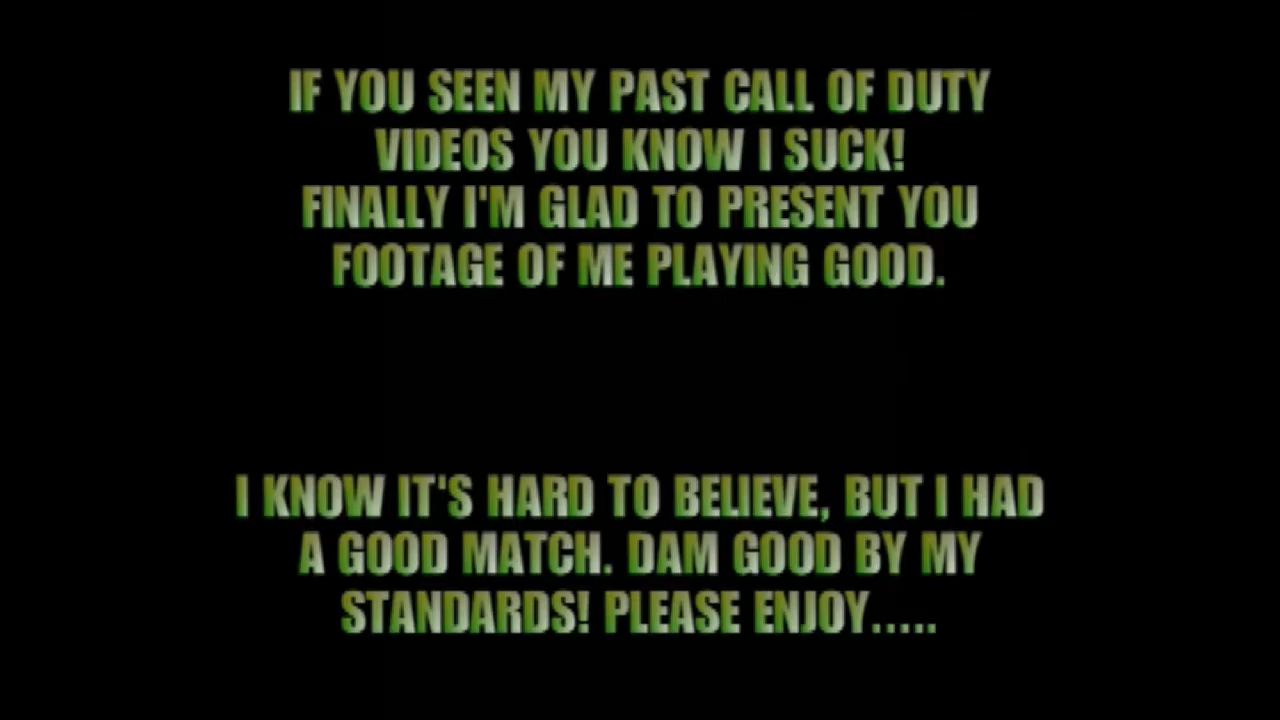 IF YOU SEEN MY PAST CALL OF DUTY
VIDEOS YOU KNOW I SUCK!
FINALLY I'M GLAD TO PRESENT YOU
FOOTAGE OF ME PLAYING GOOD.
I KNOW IT'S HARD TO BELIEVE, BUT I HAD
A GOOD MATCH. DAM GOOD BY MY
STANDARDS! PLEASE ENJOY.....